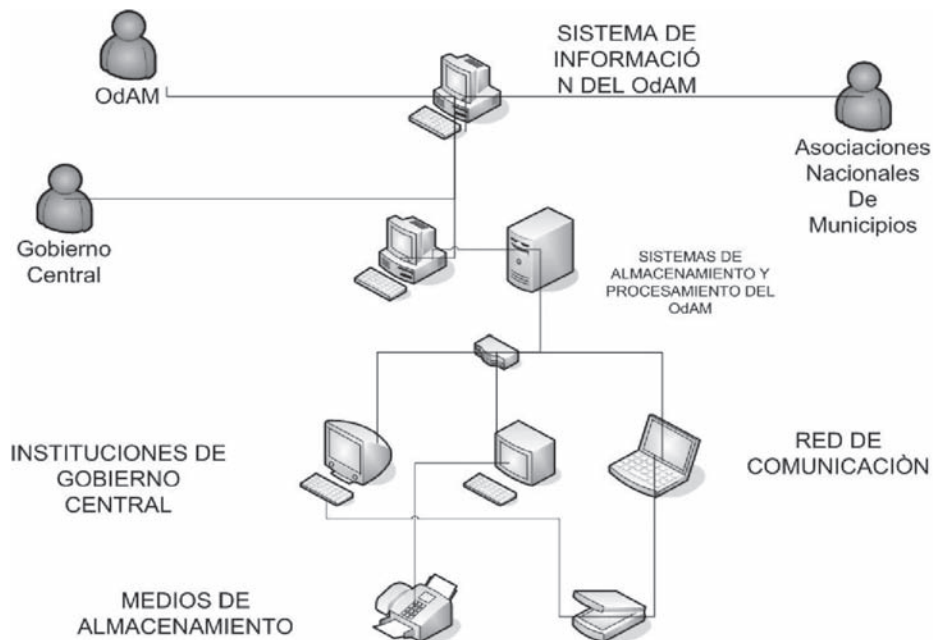 SISTEMA DE
INFORMACIÓ
N DEL OdAM
OdAM
Asociaciones
Nacionales
De
Municipios
Gobierno
Central
SISTEMAS DE
ALMACENAMIENTO Y
PROCESAMIENTO DEL
OdAM
INSTITUCIONES DE
GOBIERNO
CENTRAL
RED DE
COMUNICACIÒN
MEDIOS DE
ALMACENAMIENTO